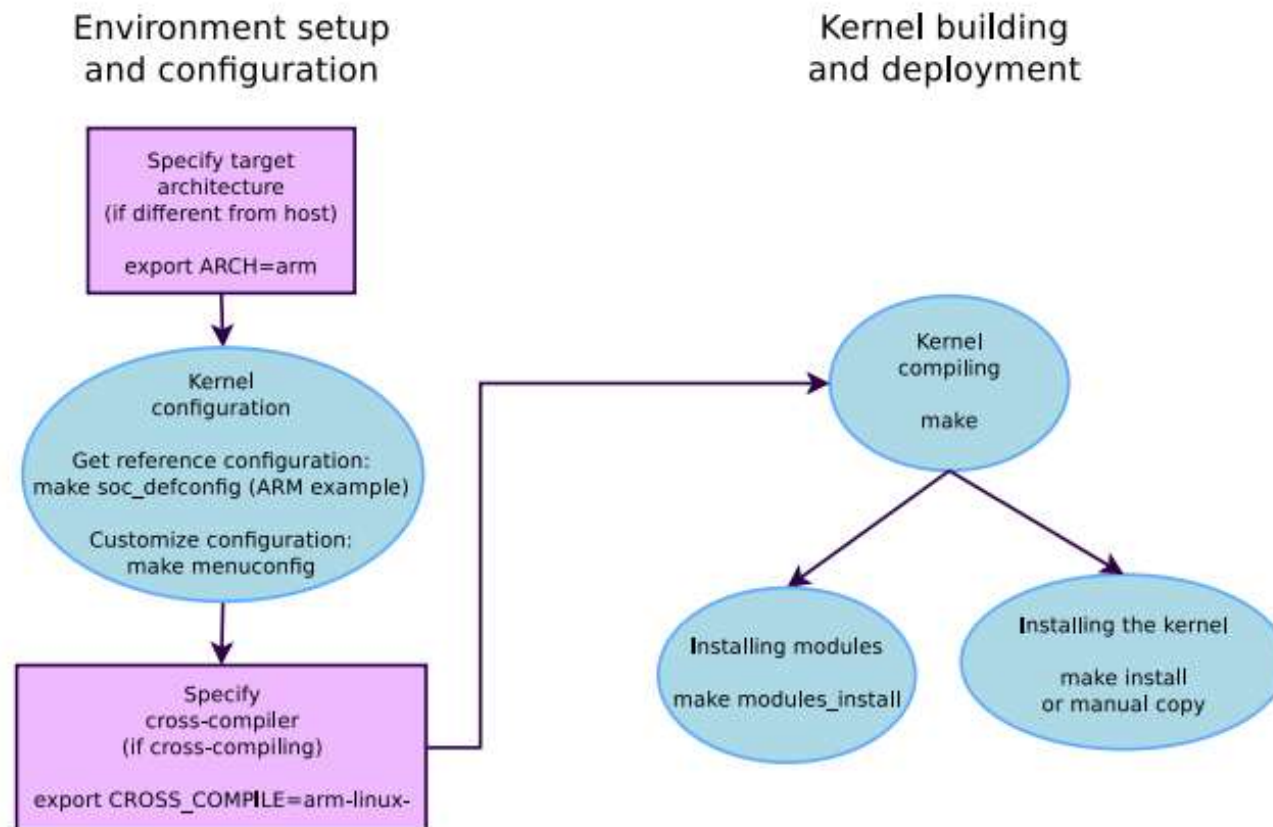 Environment setup
and configuration
Specify target
architecture
(if different from host)
export ARCH=arm
Kernel
configuration
Get reference configuration:
make soc_defconfig (ARM example)
Customize configuration:
make menuconfig
Specify
cross-compiler
(if cross-compiling)
export CROSS_COMPILE=arm-linux-
Kernel building
and deployment
Kernel
compiling
make
Installing modules
make modules_install
Installing the kernel
make install
or manual copy